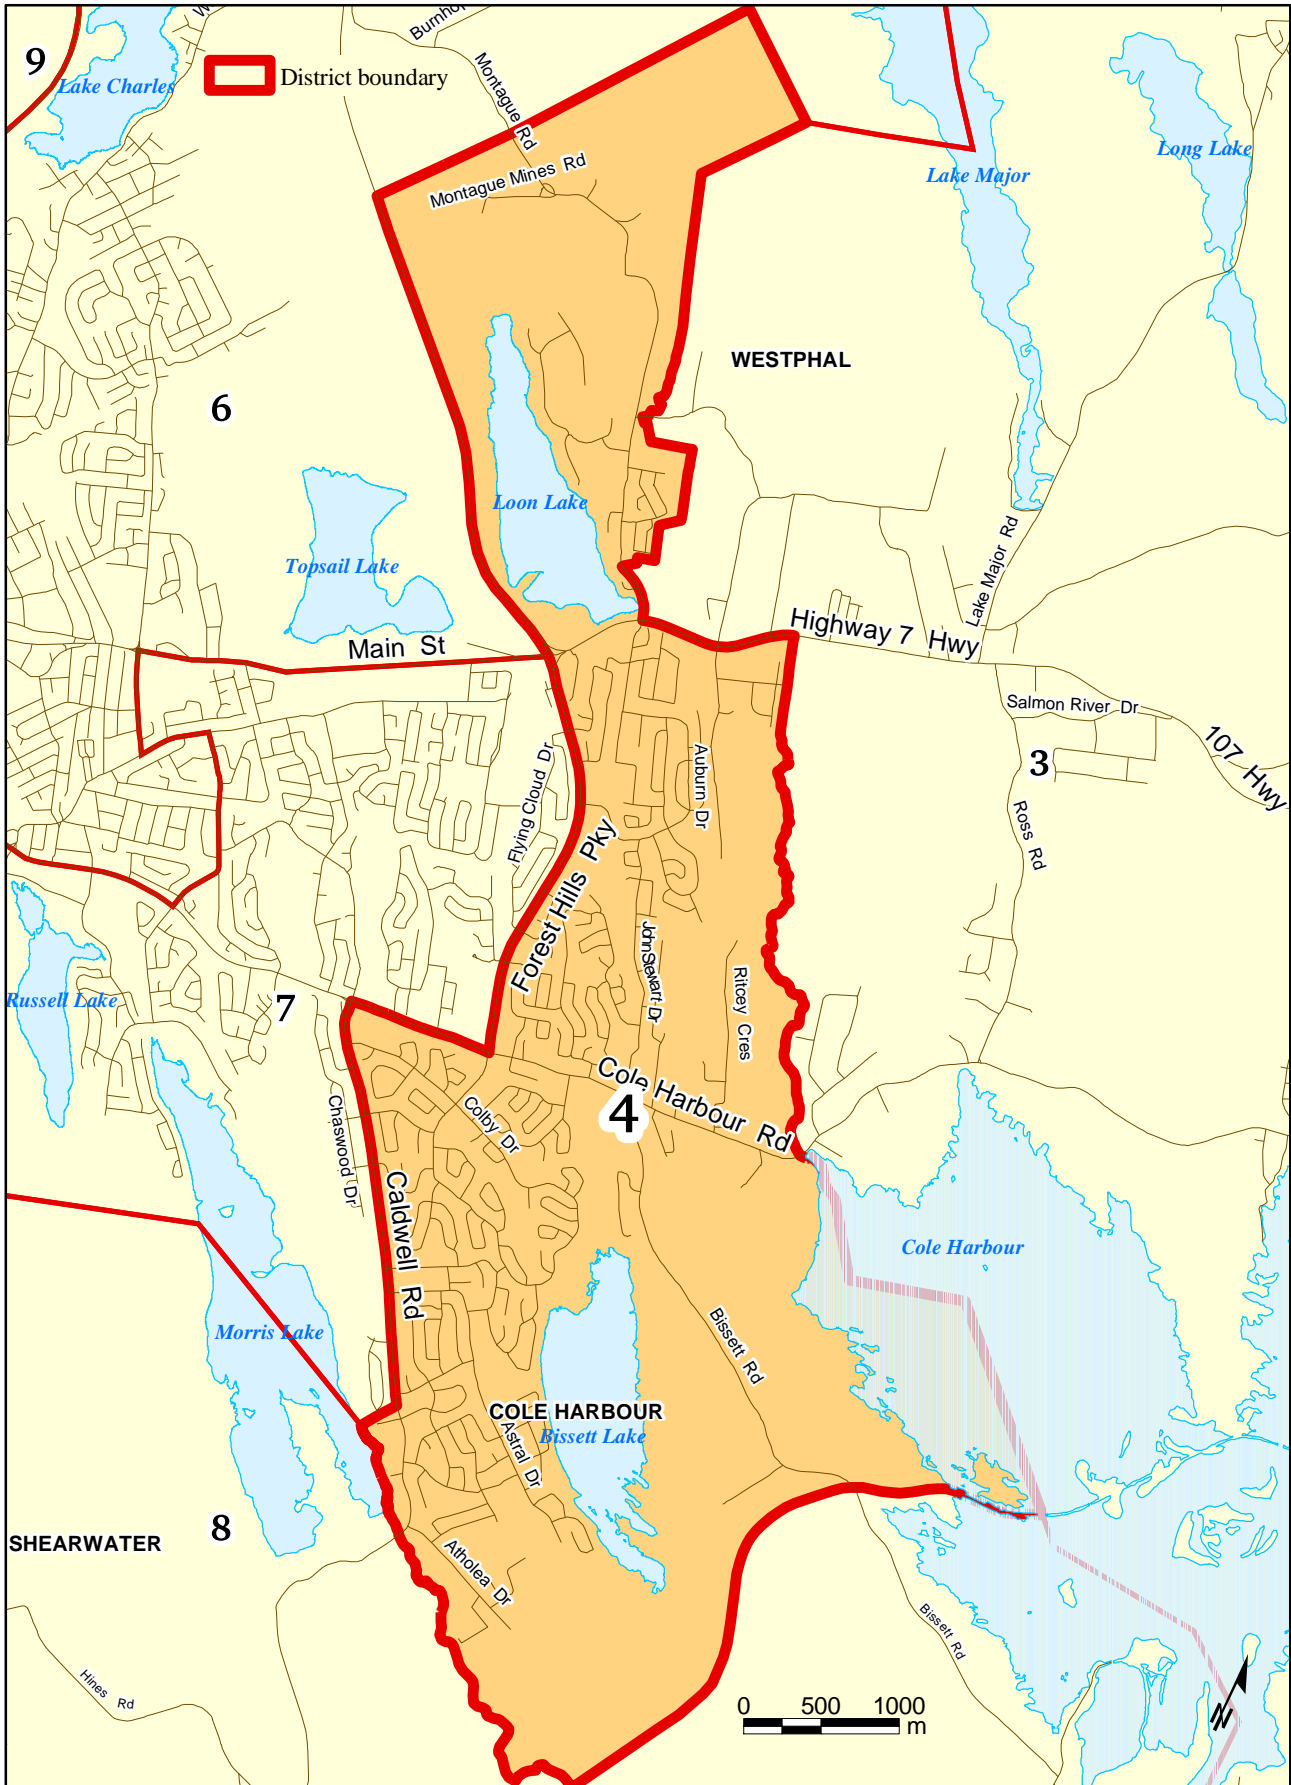 9
Lake Charles
W
District boundary
Burnho
Montague Rd
Montague Mines Rd
Lake Major
Long Lake
WESTPHAL
6
Loon Lake
Topsail Lake
Lake Major Rd
Main St
Highway 7 Hwy
Salmon River Dr
107 Hwy
3
Flying Cloud Dr
Auburn Dr
Ross Rd
Forest Hills Pky
John Stewart Dr
Ritcey Cres
Russell Lake
7
Cole Harbour Rd
4
Colby Dr
Chaswood Dr
Caldwell Rd
Cole Harbour
Morris Lake
Bissett Rd
COLE HARBOUR
Bissett Lake
Astral Dr
8
SHEARWATER
Atholea Dr
Bissett Rd
Hines Rd
0 500 1000
m
N